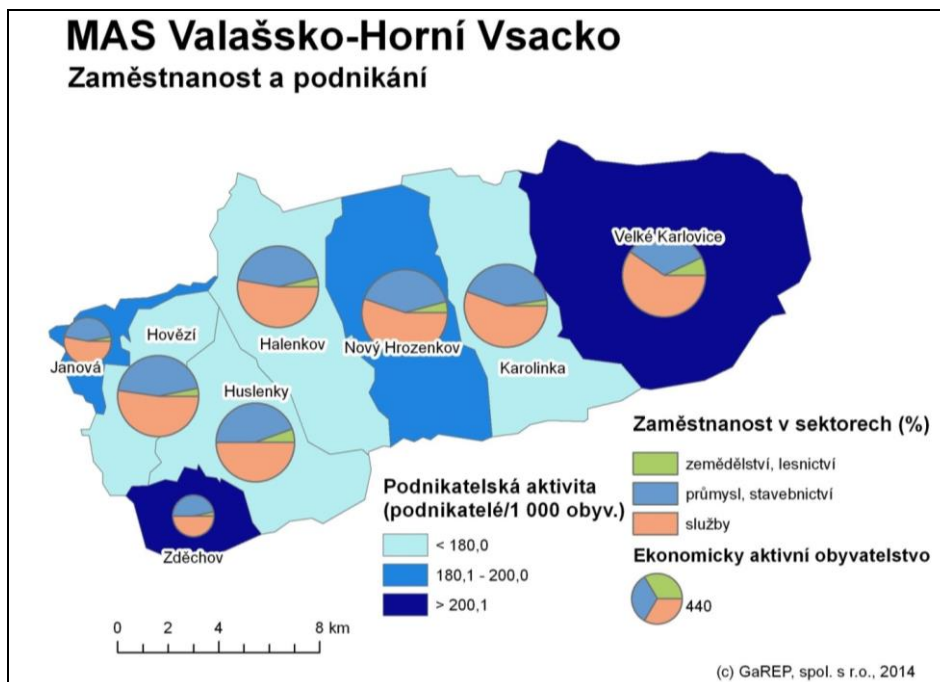 MAS Valašsko-Horní Vsacko
Zaměstnanost a podnikání
Velké Karlovice
Hovězí
Halenkov
Nový Hrozenkov
Janová
Karolinka
Huslenky
Zděchov
Zaměstnanost v sektorech (%)
zemědělství, lesnictví
průmysl, stavebnictví
služby
Ekonomicky aktivní obyvatelstvo
440
Podnikatelská aktivita
(podnikatelé/1 000 obyv.)
< 180,0
180,1 - 200,0
> 200,1
0 2 4 6 8 km
(c) GaREP, spol. s r.o., 2014